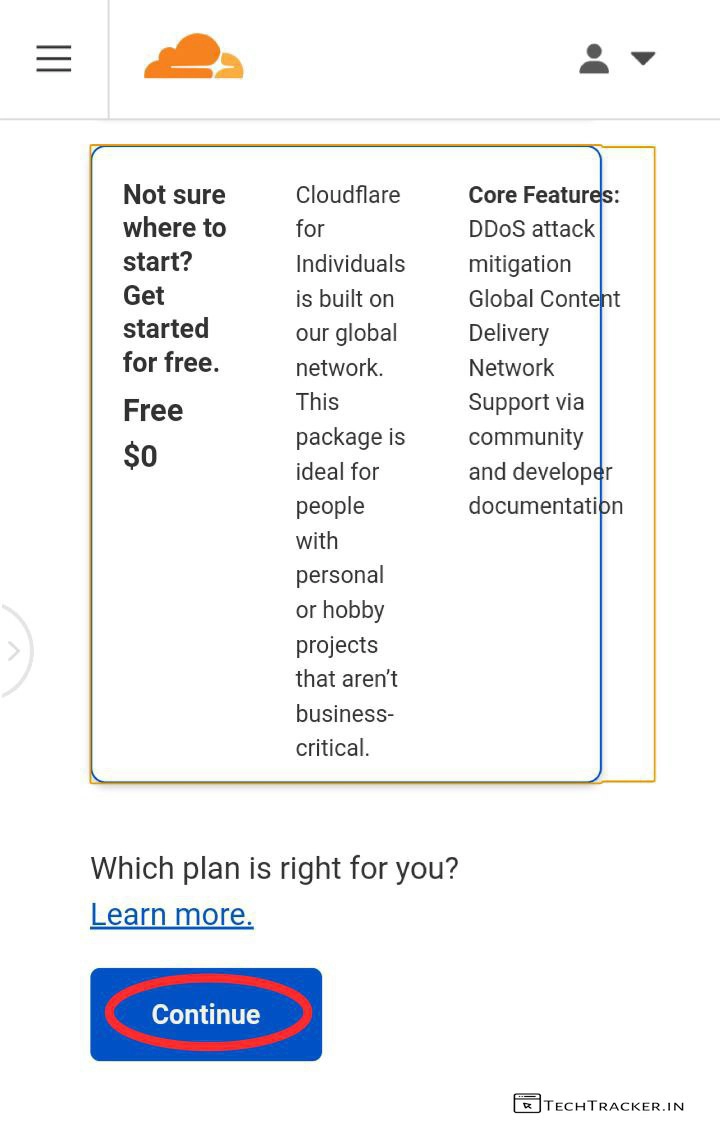 Not sure
where to
start?
Get
started
for free.
Free
$0
Cloudflare
for
Individuals
is built on
our global
network.
This
package is
ideal for
people
with
personal
or hobby
projects
that aren't
business-
critical.
Core Features:
DDoS attack
mitigation
Global Content
Delivery
Network
Support via
community
and developer
documentation
Which plan is right for you?
Learn more.
Continue
TECHTRACKER.IN